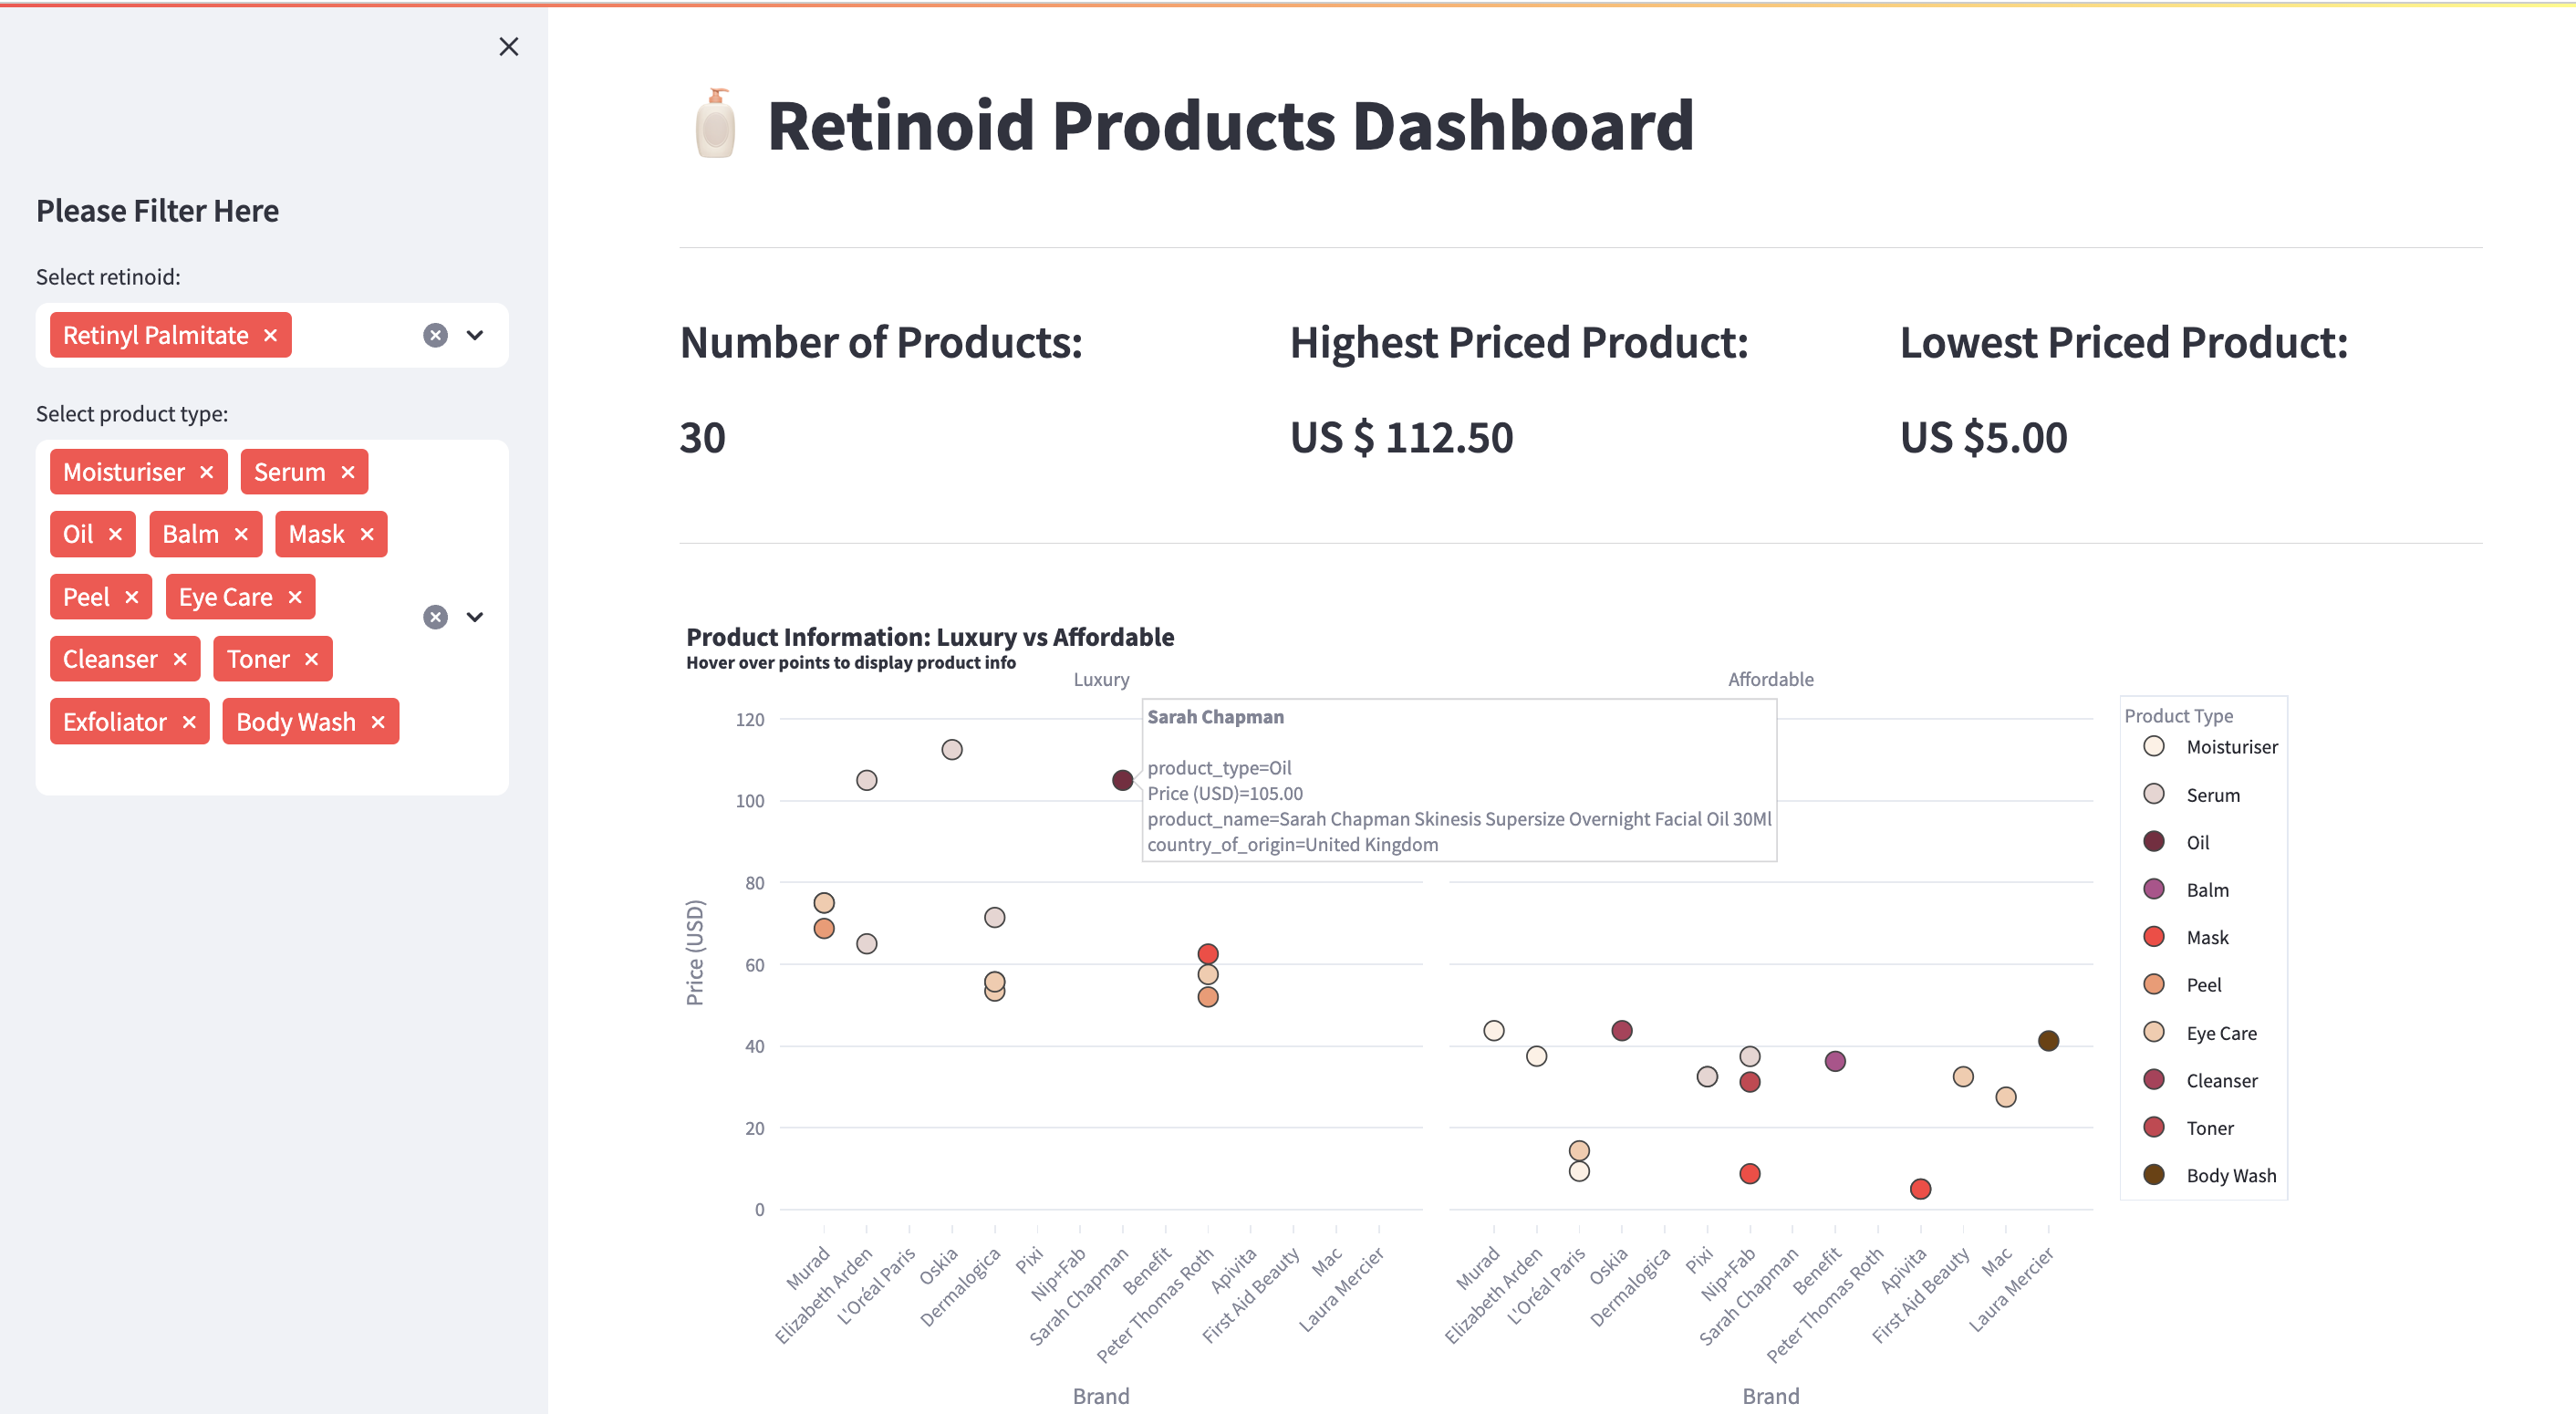 Please Filter Here
Select retinoid:
Retinyl Palmitate
Select product type:
Moisturiser Serum
Oil Balm Mask
Peel Eye Care
Cleanser Toner
Exfoliator Body Wash
Retinoid Products Dashboard
Number of Products: Highest Priced Product: Lowest Priced Product:
30 US $ 112.50 US $5.00
Product Information: Luxury vs Affordable
Hover over points to display product info
Luxury Affordable
Sarah Chapman
product_type=Oil
Price (USD)=105.00
product_name=Sarah Chapman Skinesis Supersize Overnight Facial Oil 30Ml
country_of_origin=United Kingdom
Price (USD)
120
100
80
60
40
20
0
Murad
Elizabeth Arden
L'Oréal Paris
Oskia
Dermalogica
Pixi
Nip+Fab
Sarah Chapman
Benefit
Peter Thomas Roth
Apivita
First Aid Beauty
Mac
Laura Mercier
Brand
Murad
Elizabeth Arden
L'Oréal Paris
Oskia
Dermalogica
Pixi
Nip+Fab
Sarah Chapman
Benefit
Peter Thomas Roth
Apivita
First Aid Beauty
Mac
Laura Mercier
Brand
Product Type
Moisturiser
Serum
Oil
Balm
Mask
Peel
Eye Care
Cleanser
Toner
Body Wash